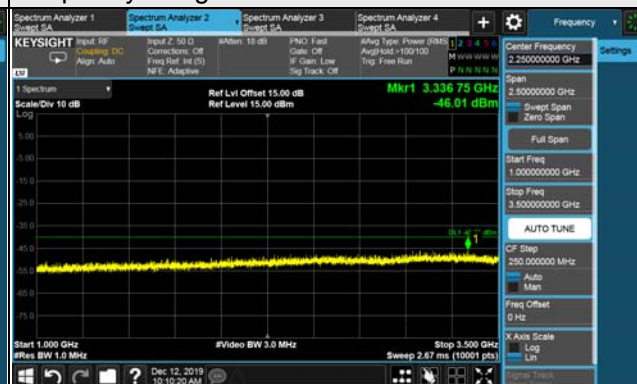 Spectrum Analyzer 1
Swept SA
Spectrum Analyzer 2
Swept SA
Spectrum Analyzer 3
Swept SA
Spectrum Analyzer 4
Swept SA
+
Frequency
KEYSIGHT
Input: RF
Coupling: DC
Align: Auto
Input Z: 50 Ω
Corrections: Off
Freq Ref: Int (S)
NFE: Adaptive
#Atten: 18 dB
PNO: Fast
Gate: Off
IF Gain: Low
Sig Track: Off
#Avg Type: Power (RMS)
Avg|Hold >100/100
Trig: Free Run
1 2 3 4 5 6
M W W W W W
P N N N N N
LXI
1 Spectrum
Scale/Div 10 dB
Log
Ref Lvl Offset 15.00 dB
Ref Level 15.00 dBm
Mkr1 3.336 75 GHz
-46.01 dBm
5.00
-5.00
-15.0
-25.0
-35.0
-45.0
-55.0
-65.0
-75.0
1
Start 1.000 GHz
#Res BW 1.0 MHz
#Video BW 3.0 MHz
Stop 3.500 GHz
Sweep 2.67 ms (10001 pts)
Dec 12, 2019
10:10:20 AM
Center Frequency
2.250000000 GHz
Settings
Span
2.50000000 GHz
Swept Span
Zero Span
Full Span
Start Freq
1.000000000 GHz
Stop Freq
3.500000000 GHz
AUTO TUNE
CF Step
250.000000 MHz
Auto
Man
Freq Offset
0 Hz
X Axis Scale
Log
Lin
Signal Track